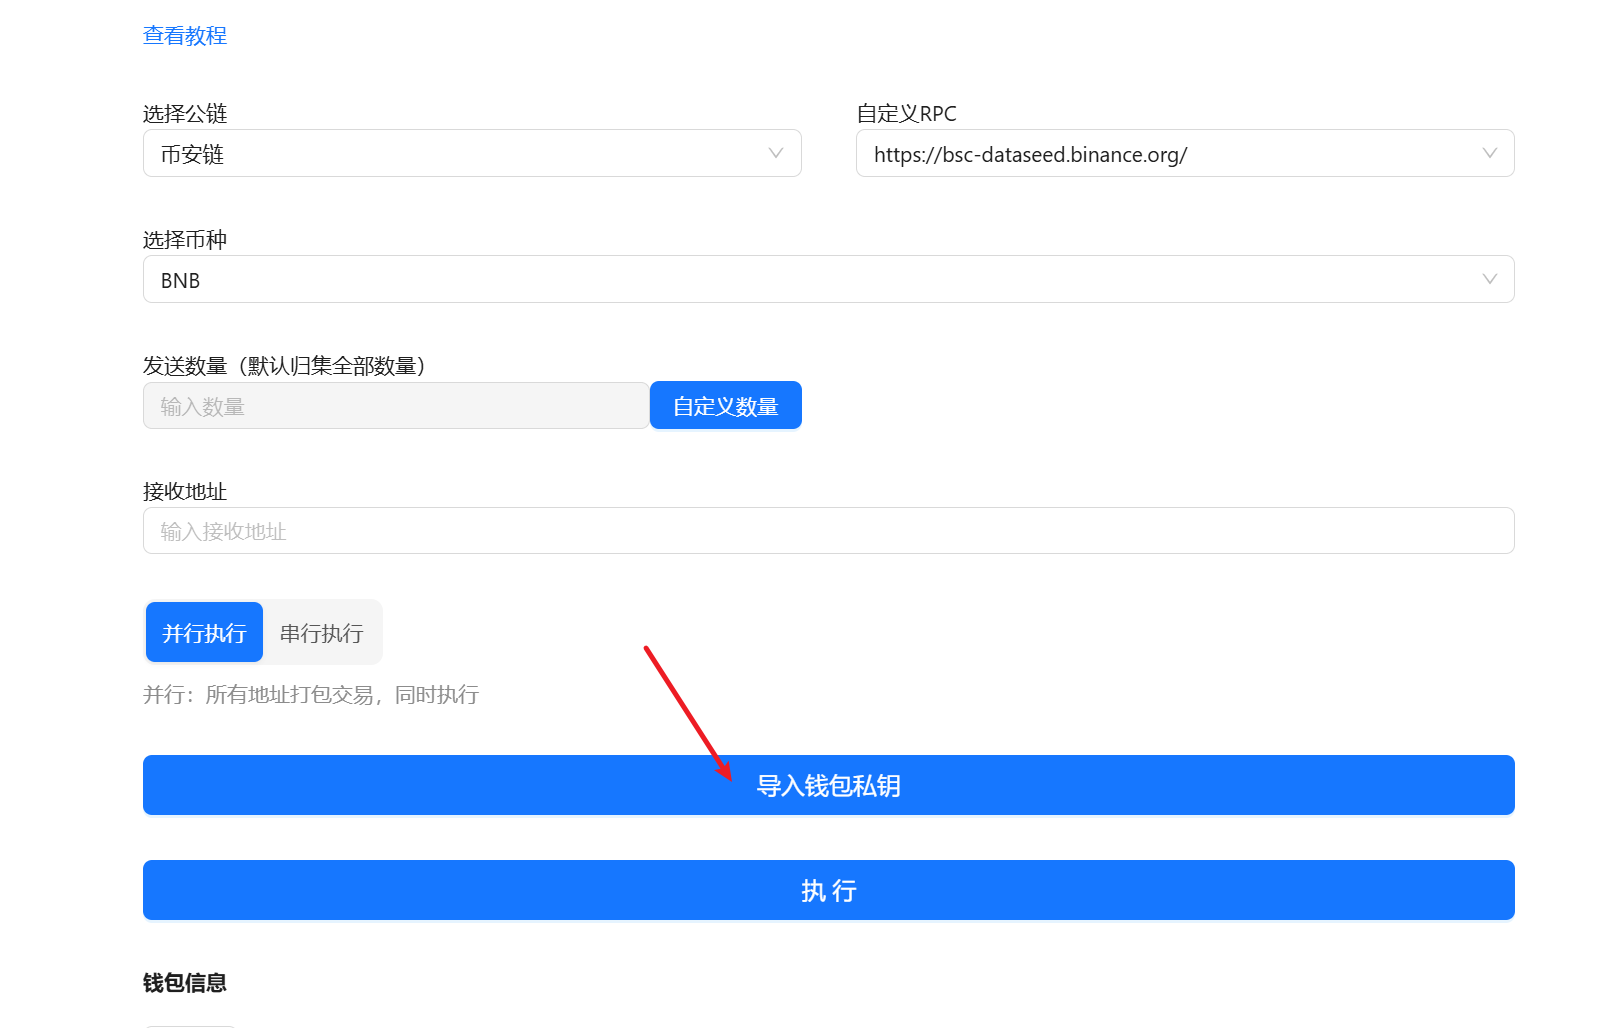 查看教程
选择公链
自定义RPC
币安链
https://bsc-dataseed.binance.org/
选择币种
BNB
发送数量（默认归集全部数量）
输入数量
自定义数量
接收地址
输入接收地址
并行执行
串行执行
并行：所有地址打包交易，同时执行
导入钱包私钥
执 行
钱包信息